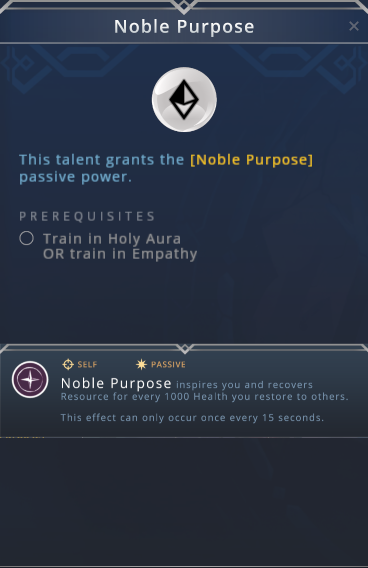 Noble Purpose
This talent grants the [Noble Purpose]
passive power.
PREREQUISITES
Train in Holy Aura
OR train in Empathy
SELF PASSIVE
Noble Purpose inspires you and recovers
Resource for every 1000 Health you restore to others.
This effect can only occur once every 15 seconds.